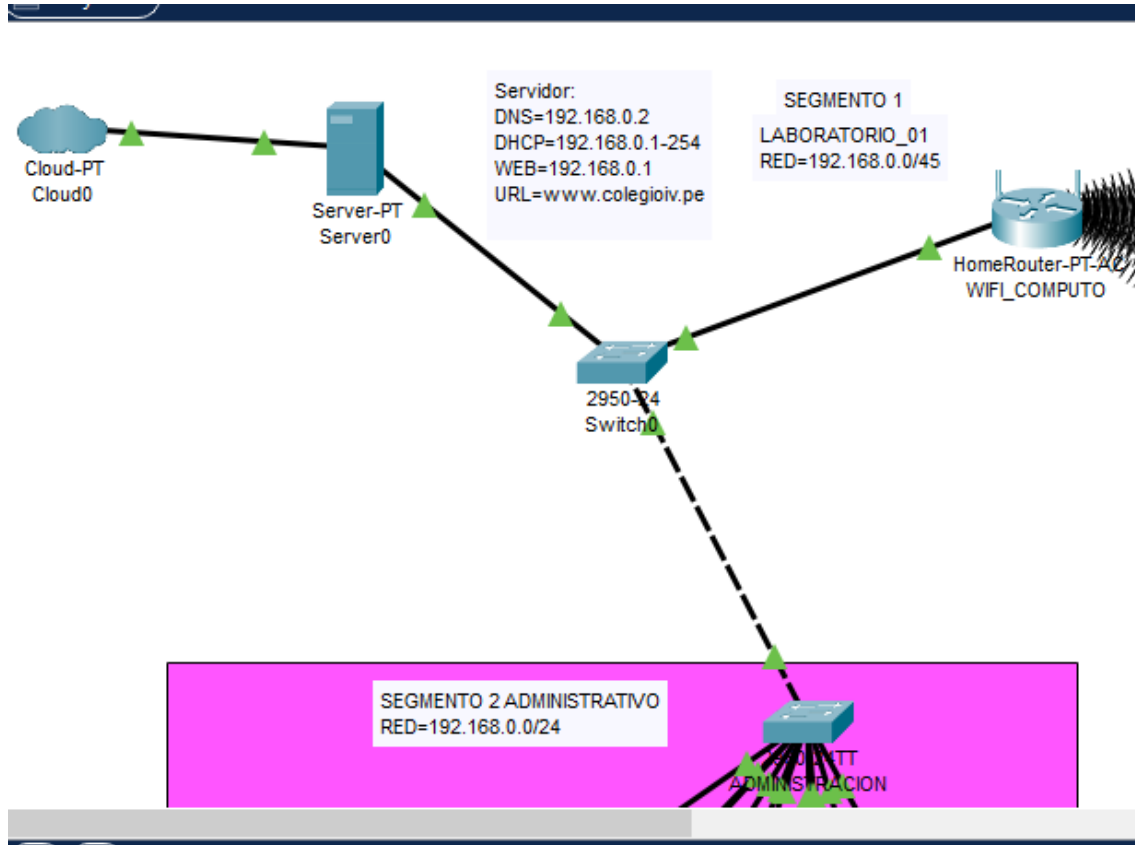 Servidor:
DNS=192.168.0.2
DHCP=192.168.0.1-254
WEB=192.168.0.1
URL=www.colegioiv.pe
SEGMENTO 1
LABORATORIO_01
RED=192.168.0.0/45
Cloud-PT
Cloud0
Server-PT
Server0
HomeRouter-PT-AC
WIFI_COMPUTO
2950-24
Switch0
SEGMENTO 2 ADMINISTRATIVO
RED=192.168.0.0/24
ADMINISTRACION